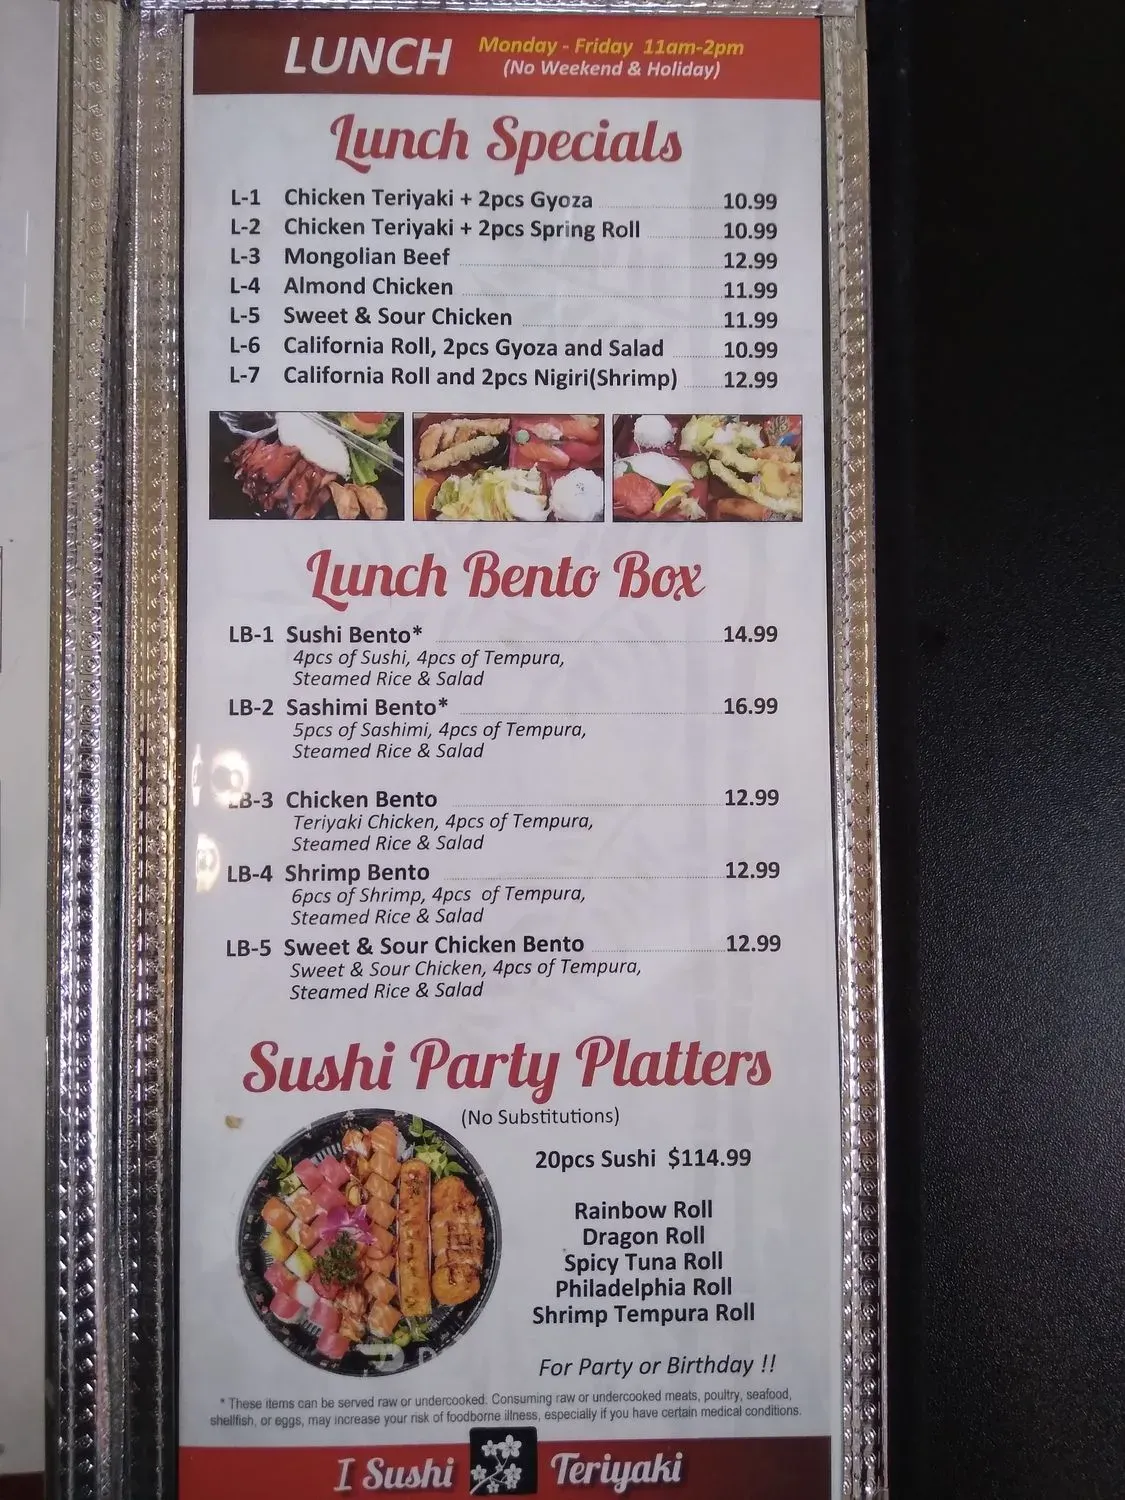 LUNCH Monday - Friday 11am-2pm
(No Weekend & Holiday)
Lunch Specials
L-1 Chicken Teriyaki + 2pcs Gyoza 10.99
L-2 Chicken Teriyaki + 2pcs Spring Roll 10.99
L-3 Mongolian Beef 12.99
L-4 Almond Chicken 11.99
L-5 Sweet & Sour Chicken 11.99
L-6 California Roll, 2pcs Gyoza and Salad 10.99
L-7 California Roll and 2pcs Nigiri(Shrimp) 12.99
Lunch Bento Box
LB-1 Sushi Bento* 14.99
4pcs of Sushi, 4pcs of Tempura,
Steamed Rice & Salad
LB-2 Sashimi Bento* 16.99
5pcs of Sashimi, 4pcs of Tempura,
Steamed Rice & Salad
LB-3 Chicken Bento 12.99
Teriyaki Chicken, 4pcs of Tempura,
Steamed Rice & Salad
LB-4 Shrimp Bento 12.99
6pcs of Shrimp, 4pcs of Tempura,
Steamed Rice & Salad
LB-5 Sweet & Sour Chicken Bento 12.99
Sweet & Sour Chicken, 4pcs of Tempura,
Steamed Rice & Salad
Sushi Party Platters
(No Substitutions)
20pcs Sushi $114.99
Rainbow Roll
Dragon Roll
Spicy Tuna Roll
Philadelphia Roll
Shrimp Tempura Roll
For Party or Birthday !!
* These items can be served raw or undercooked. Consuming raw or undercooked meats, poultry, seafood,
shellfish, or eggs, may increase your risk of foodborne illness, especially if you have certain medical conditions.
I Sushi Teriyaki